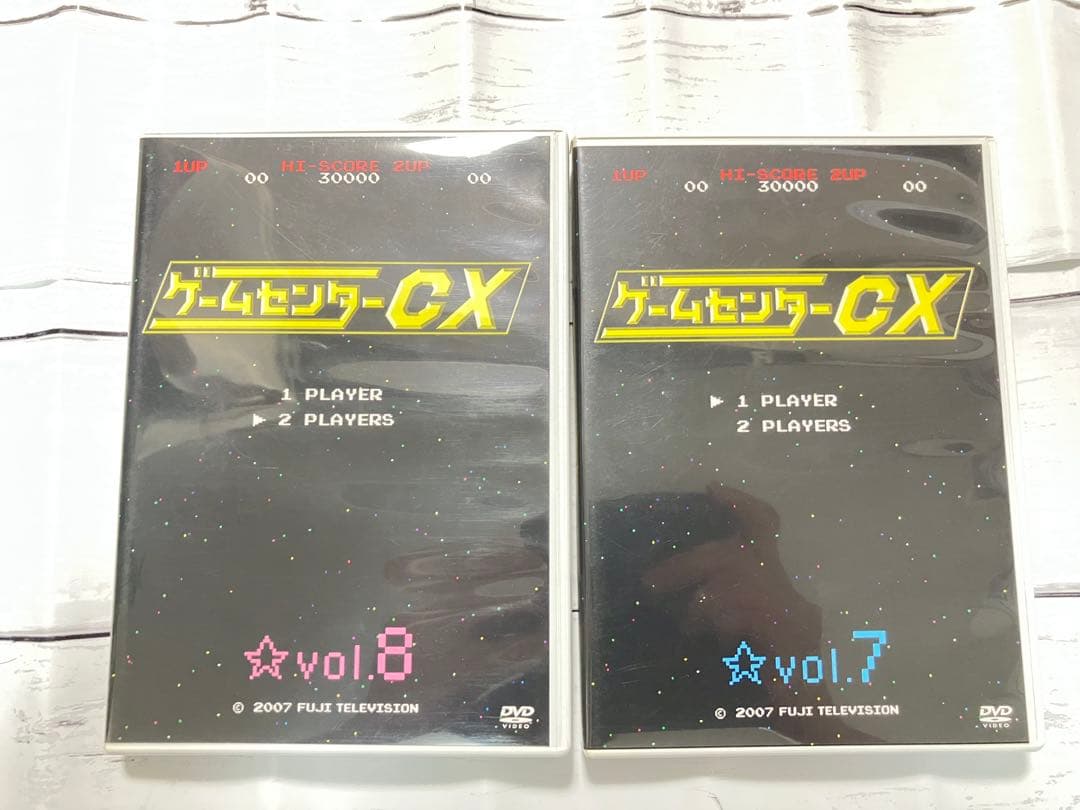 1UP HI-SCORE 2UP
00 30000 00
ゲームセンターCX
1 PLAYER
▶ 2 PLAYERS
☆vol.8
© 2007 FUJI TELEVISION
DVD
VIDEO
1UP HI-SCORE 2UP
00 30000 00
ゲームセンターCX
▶ 1 PLAYER
2 PLAYERS
☆vol.7
© 2007 FUJI TELEVISION
DVD
VIDEO